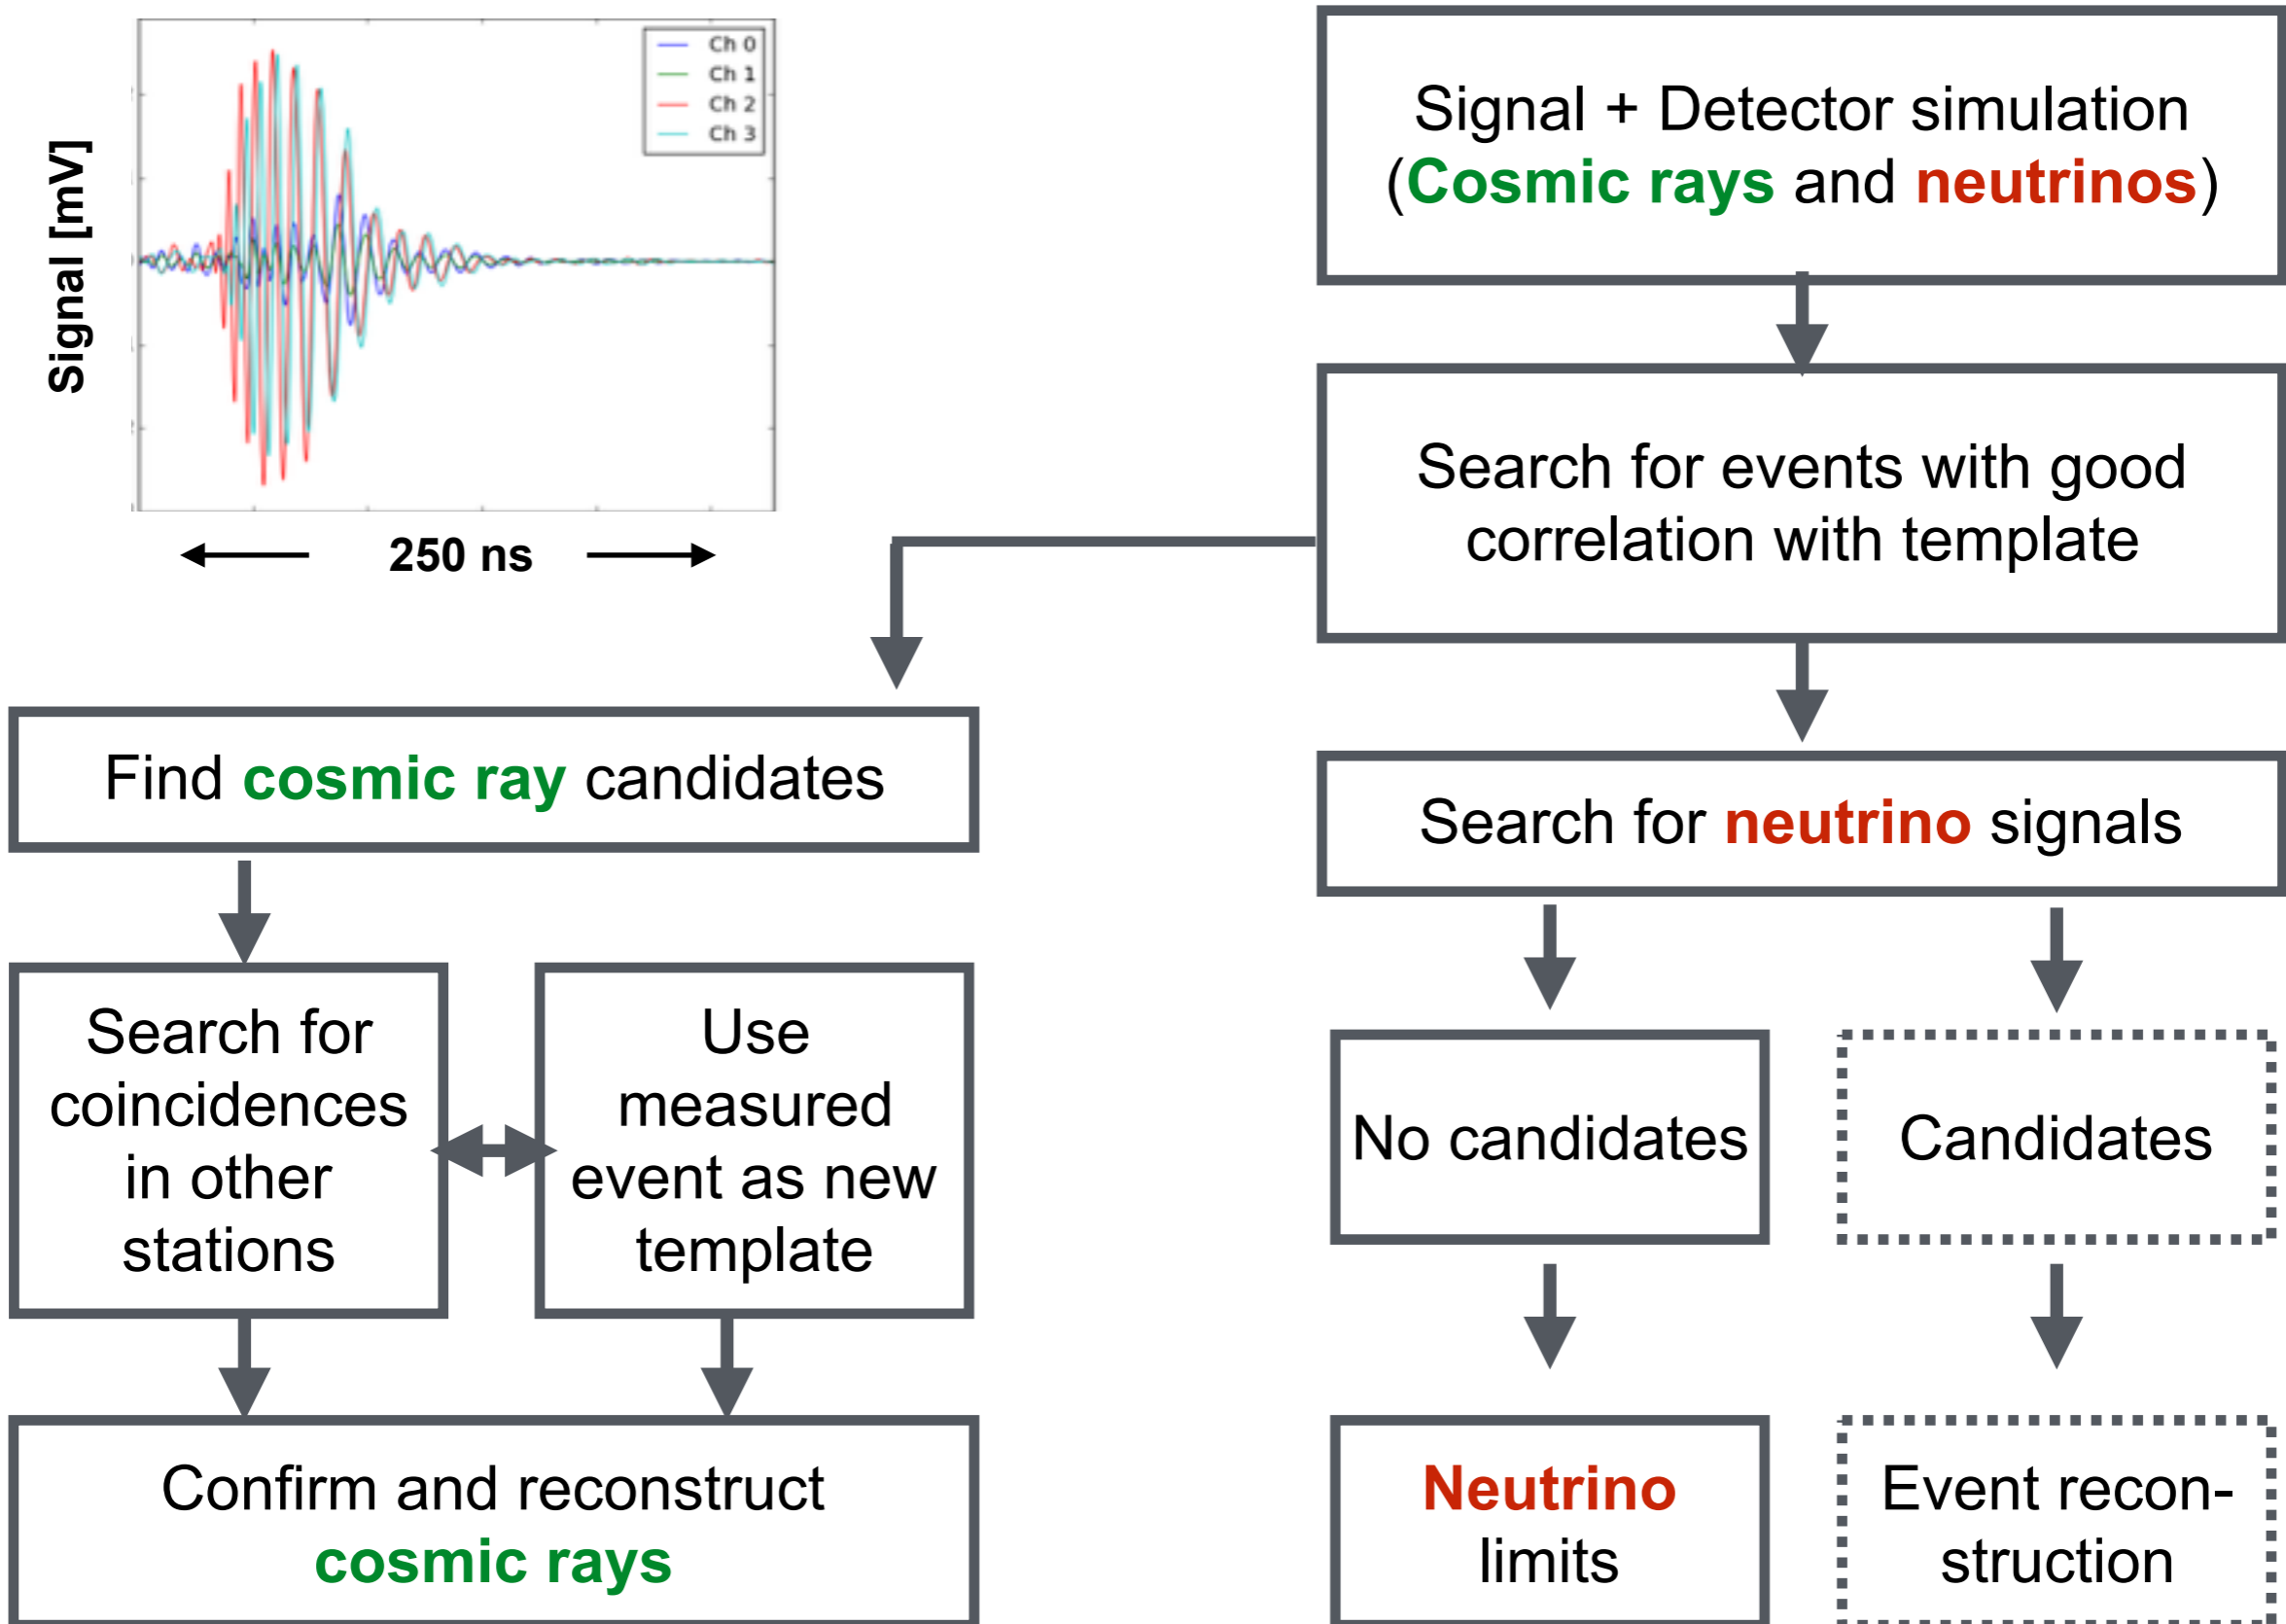 Ch 0
Ch 1
Ch 2
Ch 3
Signal [mV]
250 ns
Signal + Detector simulation
(Cosmic rays and neutrinos)
Search for events with good
correlation with template
Find cosmic ray candidates
Search for neutrino signals
Search for
coincidences
in other
stations
Use
measured
event as new
template
No candidates
Candidates
Confirm and reconstruct
cosmic rays
Neutrino
limits
Event recon-
struction